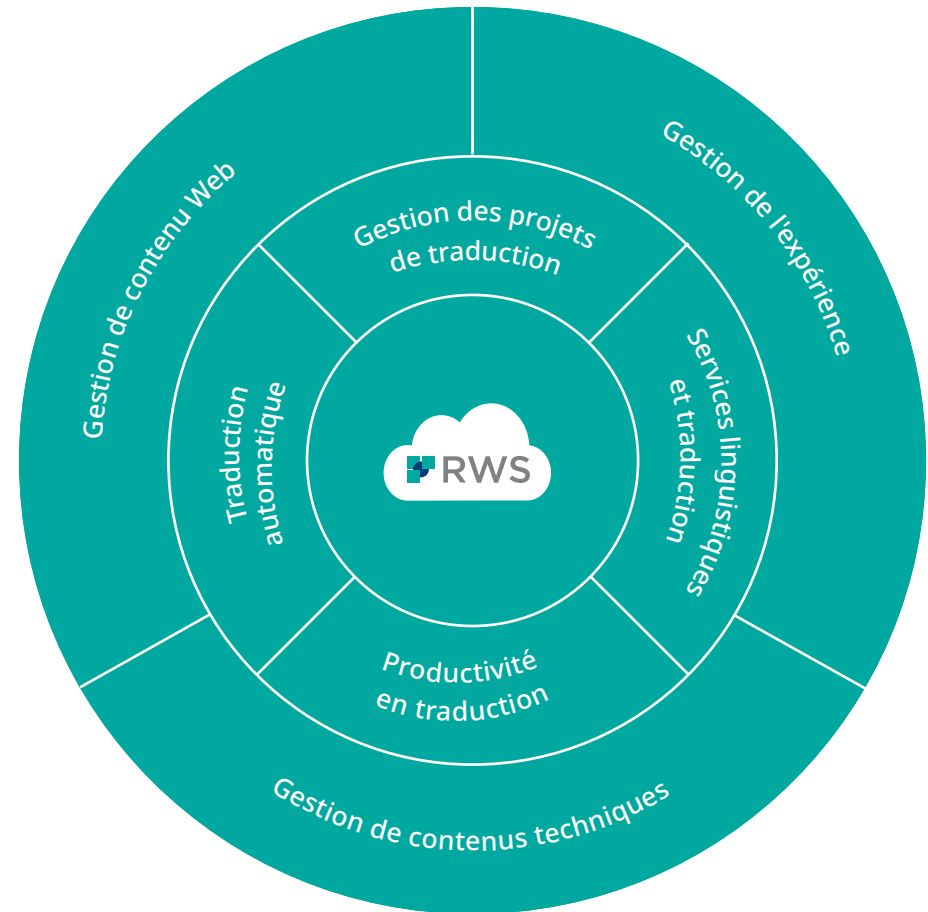 Gestion de contenu Web
Gestion de l'expérience
Gestion des projets
de traduction
Traduction
automatique
Services linguistiques
et traduction
RWS
Productivité
en traduction
Gestion de contenus techniques